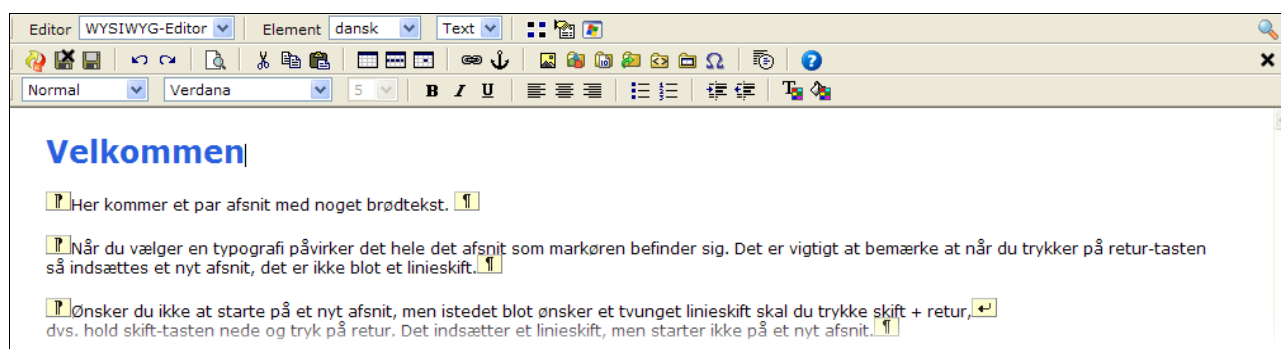 Editor WYSIWYG-Editor Element dansk Text
Normal Verdana 5 B I U
Velkommen
Her kommer et par afsnit med noget brødtekst. ¶
Når du vælger en typografi påvirker det hele det afsnit som markøren befinder sig. Det er vigtigt at bemærke at når du trykker på retur-tasten
så indsættes et nyt afsnit, det er ikke blot et linieskift. ¶
Ønsker du ikke at starte på et nyt afsnit, men istedet blot ønsker et tvunget linieskift skal du trykke skift + retur, ↵
dvs. hold skift-tasten nede og tryk på retur. Det indsætter et linieskift, men starter ikke på et nyt afsnit. ¶